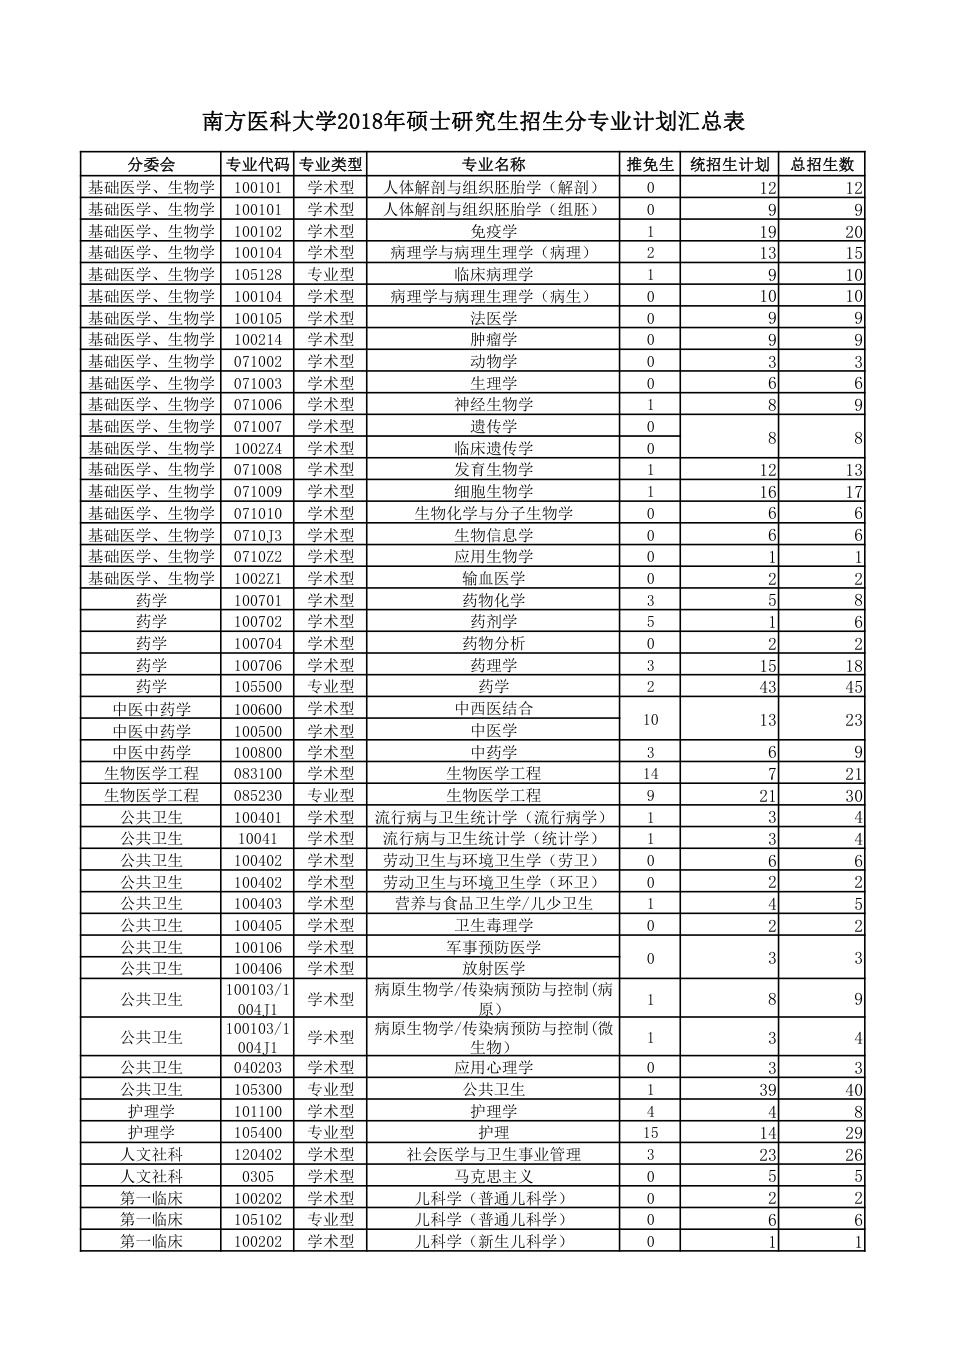 南方医科大学2018年硕士研究生招生分专业计划汇总表
分委会 专业代码 专业类型 专业名称 推免生 统招生计划 总招生数
基础医学、生物学 100101 学术型 人体解剖与组织胚胎学（解剖） 0 12 12
基础医学、生物学 100101 学术型 人体解剖与组织胚胎学（组胚） 0 9 9
基础医学、生物学 100102 学术型 免疫学 1 19 20
基础医学、生物学 100104 学术型 病理学与病理生理学（病理） 2 13 15
基础医学、生物学 105128 专业型 临床病理学 1 9 10
基础医学、生物学 100104 学术型 病理学与病理生理学（病生） 0 10 10
基础医学、生物学 100105 学术型 法医学 0 9 9
基础医学、生物学 100214 学术型 肿瘤学 0 9 9
基础医学、生物学 071002 学术型 动物学 0 3 3
基础医学、生物学 071003 学术型 生理学 0 6 6
基础医学、生物学 071006 学术型 神经生物学 1 8 9
基础医学、生物学 071007 学术型 遗传学 0 8 8
基础医学、生物学 1002Z4 学术型 临床遗传学 0
基础医学、生物学 071008 学术型 发育生物学 1 12 13
基础医学、生物学 071009 学术型 细胞生物学 1 16 17
基础医学、生物学 071010 学术型 生物化学与分子生物学 0 6 6
基础医学、生物学 0710J3 学术型 生物信息学 0 6 6
基础医学、生物学 0710Z2 学术型 应用生物学 0 1 1
基础医学、生物学 1002Z1 学术型 输血医学 0 2 2
药学 100701 学术型 药物化学 3 5 8
药学 100702 学术型 药剂学 5 1 6
药学 100704 学术型 药物分析 0 2 2
药学 100706 学术型 药理学 3 15 18
药学 105500 专业型 药学 2 43 45
中医中药学 100600 学术型 中西医结合 10 13 23
中医中药学 100500 学术型 中医学
中医中药学 100800 学术型 中药学 3 6 9
生物医学工程 083100 学术型 生物医学工程 14 7 21
生物医学工程 085230 专业型 生物医学工程 9 21 30
公共卫生 100401 学术型 流行病与卫生统计学（流行病学） 1 3 4
公共卫生 10041 学术型 流行病与卫生统计学（统计学） 1 3 4
公共卫生 100402 学术型 劳动卫生与环境卫生学（劳卫） 0 6 6
公共卫生 100402 学术型 劳动卫生与环境卫生学（环卫） 0 2 2
公共卫生 100403 学术型 营养与食品卫生学/儿少卫生 1 4 5
公共卫生 100405 学术型 卫生毒理学 0 2 2
公共卫生 100106 学术型 军事预防医学 0 3 3
公共卫生 100406 学术型 放射医学
公共卫生 100103/1 学术型 病原生物学/传染病预防与控制(病 1 8 9
004J1 原）
公共卫生 100103/1 学术型 病原生物学/传染病预防与控制(微 1 3 4
004J1 生物）
公共卫生 040203 学术型 应用心理学 0 3 3
公共卫生 105300 专业型 公共卫生 1 39 40
护理学 101100 学术型 护理学 4 4 8
护理学 105400 专业型 护理 15 14 29
人文社科 120402 学术型 社会医学与卫生事业管理 3 23 26
人文社科 0305 学术型 马克思主义 0 5 5
第一临床 100202 学术型 儿科学（普通儿科学） 0 2 2
第一临床 105102 专业型 儿科学（普通儿科学） 0 6 6
第一临床 100202 学术型 儿科学（新生儿科学） 0 1 1